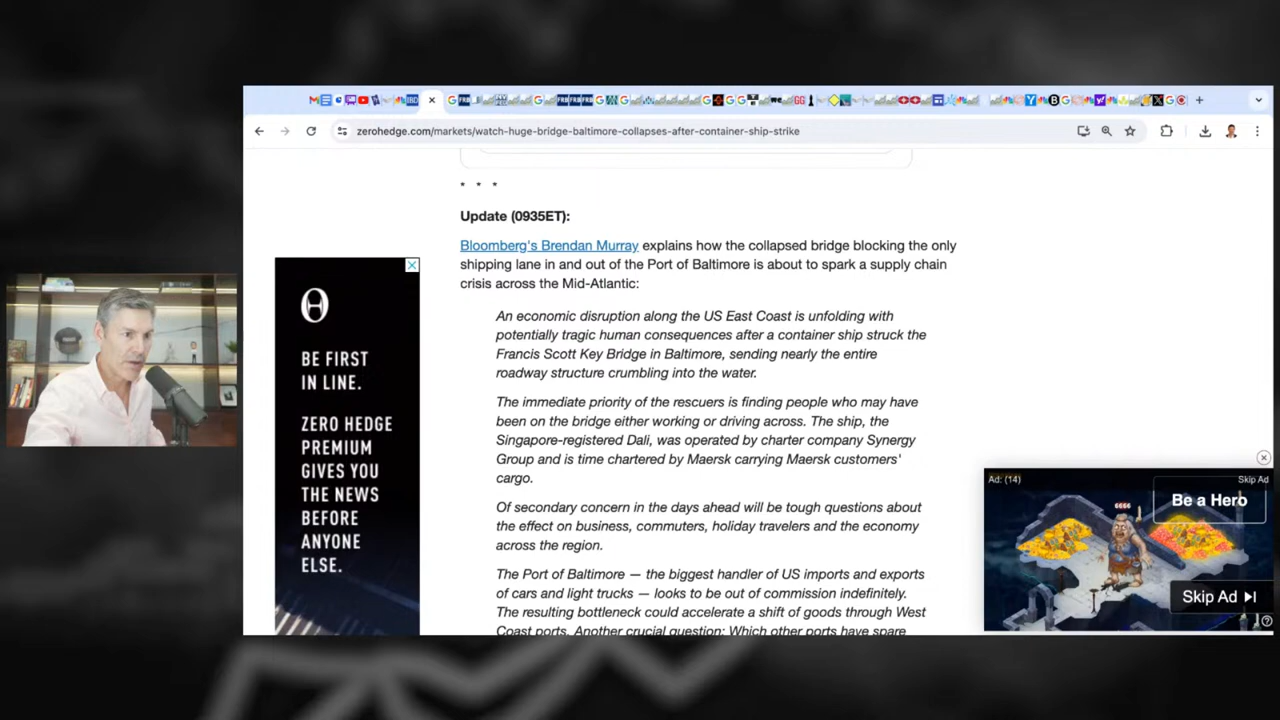 zerohedge.com/markets/watch-huge-bridge-baltimore-collapses-after-container-ship-strike
* * *
Update (0935ET):
Bloomberg's Brendan Murray explains how the collapsed bridge blocking the only
shipping lane in and out of the Port of Baltimore is about to spark a supply chain
crisis across the Mid-Atlantic:
An economic disruption along the US East Coast is unfolding with
potentially tragic human consequences after a container ship struck the
Francis Scott Key Bridge in Baltimore, sending nearly the entire
roadway structure crumbling into the water.
The immediate priority of the rescuers is finding people who may have
been on the bridge either working or driving across. The ship, the
Singapore-registered Dali, was operated by charter company Synergy
Group and is time chartered by Maersk carrying Maersk customers'
cargo.
Of secondary concern in the days ahead will be tough questions about
the effect on business, commuters, holiday travelers and the economy
across the region.
The Port of Baltimore — the biggest handler of US imports and exports
of cars and light trucks — looks to be out of commission indefinitely.
The resulting bottleneck could accelerate a shift of goods through West
Coast ports. Another crucial question: Which other ports have spare
BE FIRST
IN LINE.
ZERO HEDGE
PREMIUM
GIVES YOU
THE NEWS
BEFORE
ANYONE
ELSE.
Ad: (14)
Skip Ad
Be a Hero
6666
Skip Ad